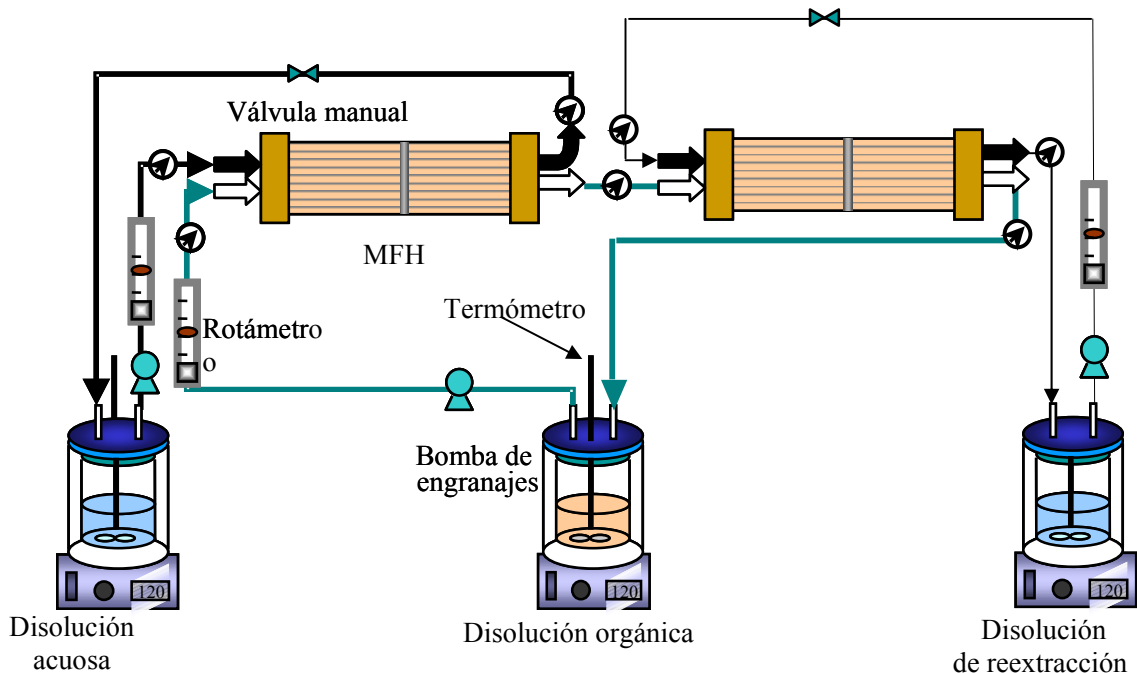 Válvula manual
MFH
Termómetro
Rotámetro
o
Bomba de
engranajes
120
120
120
Disolución
acuosa
Disolución orgánica
Disolución
de reextracción